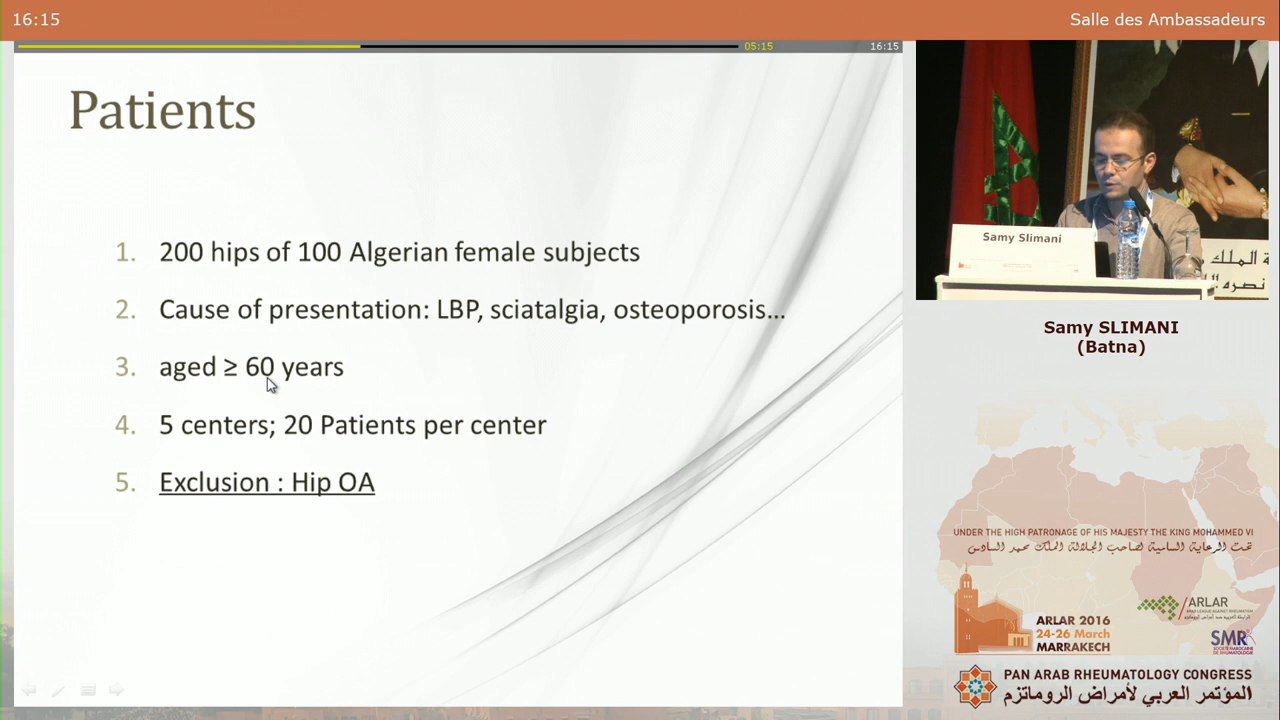 16:15
Salle des Ambassadeurs
05:15
16:15
Patients
1. 200 hips of 100 Algerian female subjects
2. Cause of presentation: LBP, sciatalgia, osteoporosis...
3. aged ≥ 60 years
4. 5 centers; 20 Patients per center
5. Exclusion : Hip OA
Samy Slimani
Samy SLIMANI
(Batna)
UNDER THE HIGH PATRONAGE OF HIS MAJESTY THE KING MOHAMMED VI
تحت الرعاية السامية لصاحب الجلالة الملك محمد السادس
ARLAR
ARLAR 2016
24-26 March
MARRAKECH
SMR
PAN ARAB RHEUMATOLOGY CONGRESS
المؤتمر العربي لأمراض الروماتزم